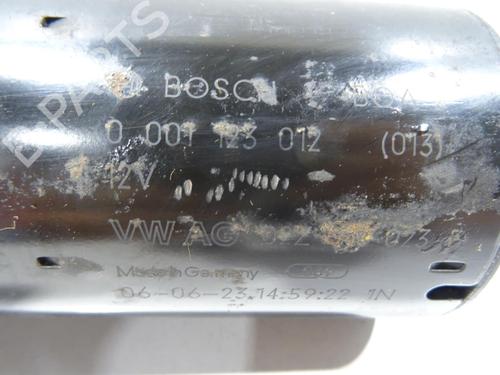 BOSCH
0 001 123 012 (013)
12V
VW AG
Made in Germany
06-06-23 14:59:22 1N
B-PARTS